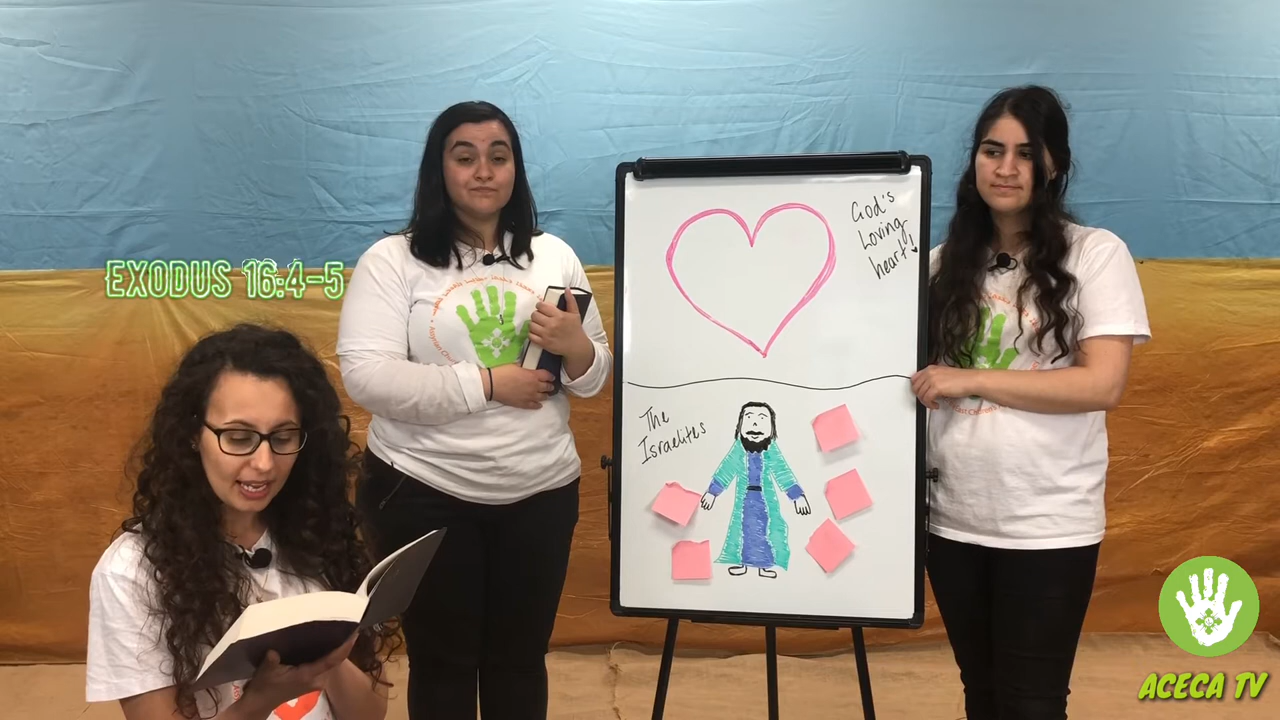 EXODUS 16:4-5
God's
Loving
heart!
The
Israelites
ACECA TV